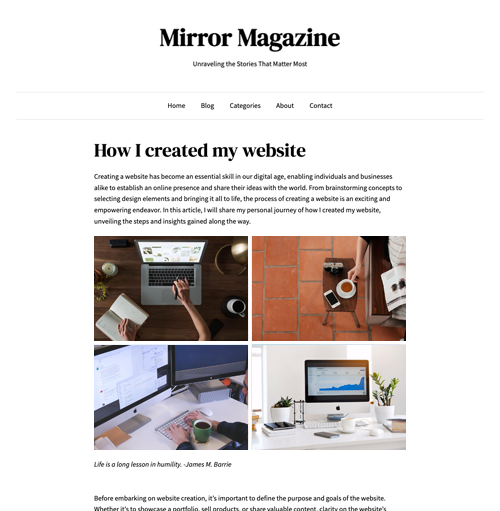 Mirror Magazine
Unraveling the Stories That Matter Most
Home Blog Categories About Contact
How I created my website
Creating a website has become an essential skill in our digital age, enabling individuals and businesses
alike to establish an online presence and share their ideas with the world. From brainstorming concepts to
selecting design elements and bringing it all to life, the process of creating a website is an exciting and
empowering endeavor. In this article, I will share my personal journey of how I created my website,
unveiling the steps and insights gained along the way.
Life is a long lesson in humility. -James M. Barrie
Before embarking on website creation, it's important to define the purpose and goals of the website.
Whether it's to showcase a portfolio, sell products, or share valuable content, clarity on the website's